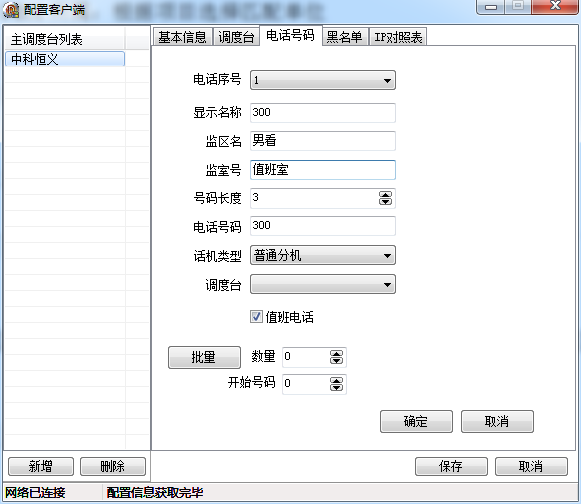 配置客户端
主调度台列表
中科恒义
基本信息 调度台 电话号码 黑名单 IP对照表
电话序号 1
显示名称 300
监区名 男看
监室号 值班室
号码长度 3
电话号码 300
话机类型 普通分机
调度台
值班电话
批量 数量 0
开始号码 0
确定 取消
新增 删除 保存 取消
网络已连接 配置信息获取完毕